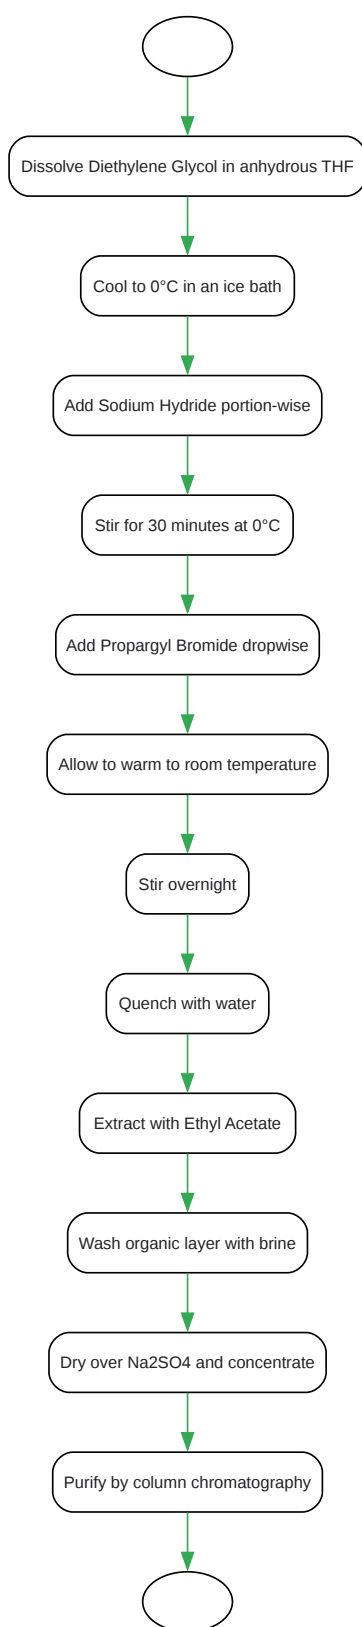 Dissolve Diethylene Glycol in anhydrous THF
Cool to 0°C in an ice bath
Add Sodium Hydride portion-wise
Stir for 30 minutes at 0°C
Add Propargyl Bromide dropwise
Allow to warm to room temperature
Stir overnight
Quench with water
Extract with Ethyl Acetate
Wash organic layer with brine
Dry over Na2SO4 and concentrate
Purify by column chromatography